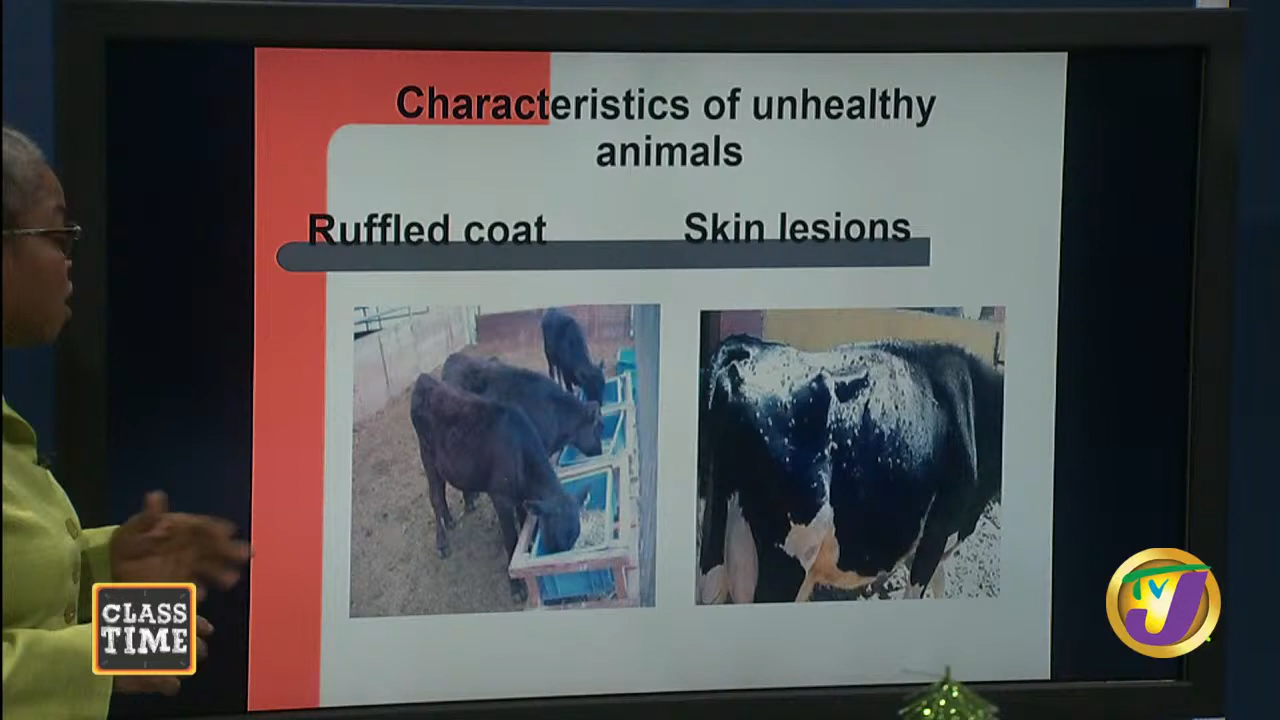 Characteristics of unhealthy
animals
Ruffled coat
Skin lesions
CLASS
TIME
TVJ